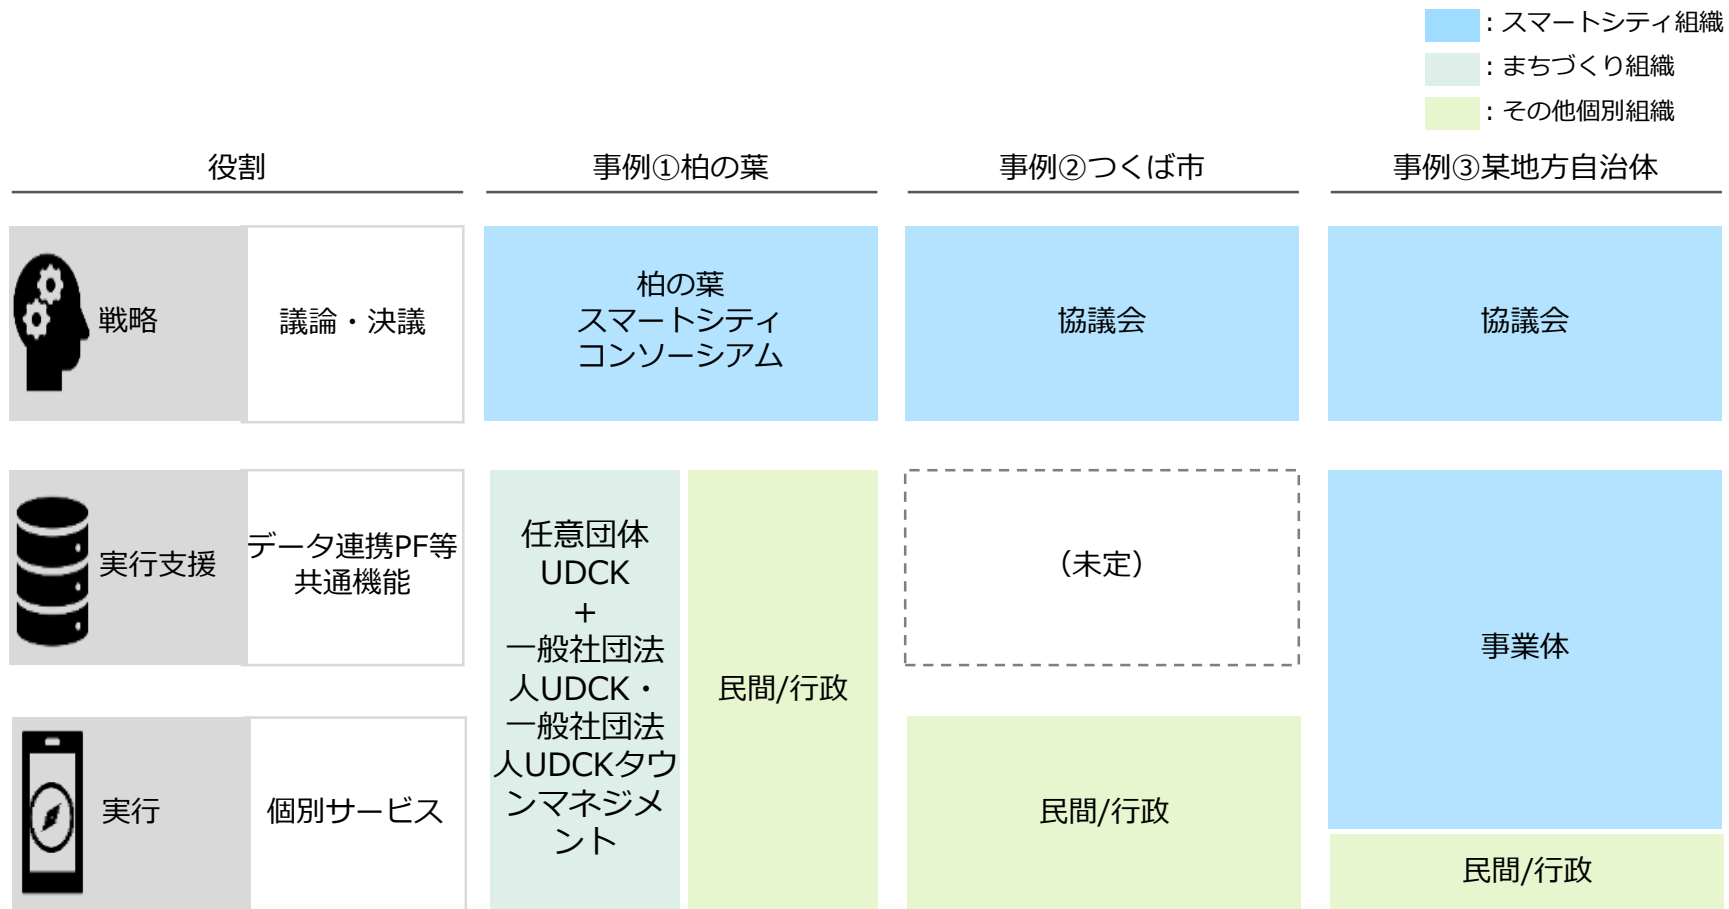 ：スマートシティ組織
：まちづくり組織
：その他個別組織
役割
事例①柏の葉
事例②つくば市
事例③某地方自治体
戦略
議論・決議
柏の葉
スマートシティ
コンソーシアム
協議会
協議会
実行支援
データ連携PF等
共通機能
任意団体
UDCK
+
一般社団法
人UDCK・
一般社団法
人UDCKタウ
ンマネジメ
ント
民間/行政
（未定）
事業体
実行
個別サービス
民間/行政
民間/行政